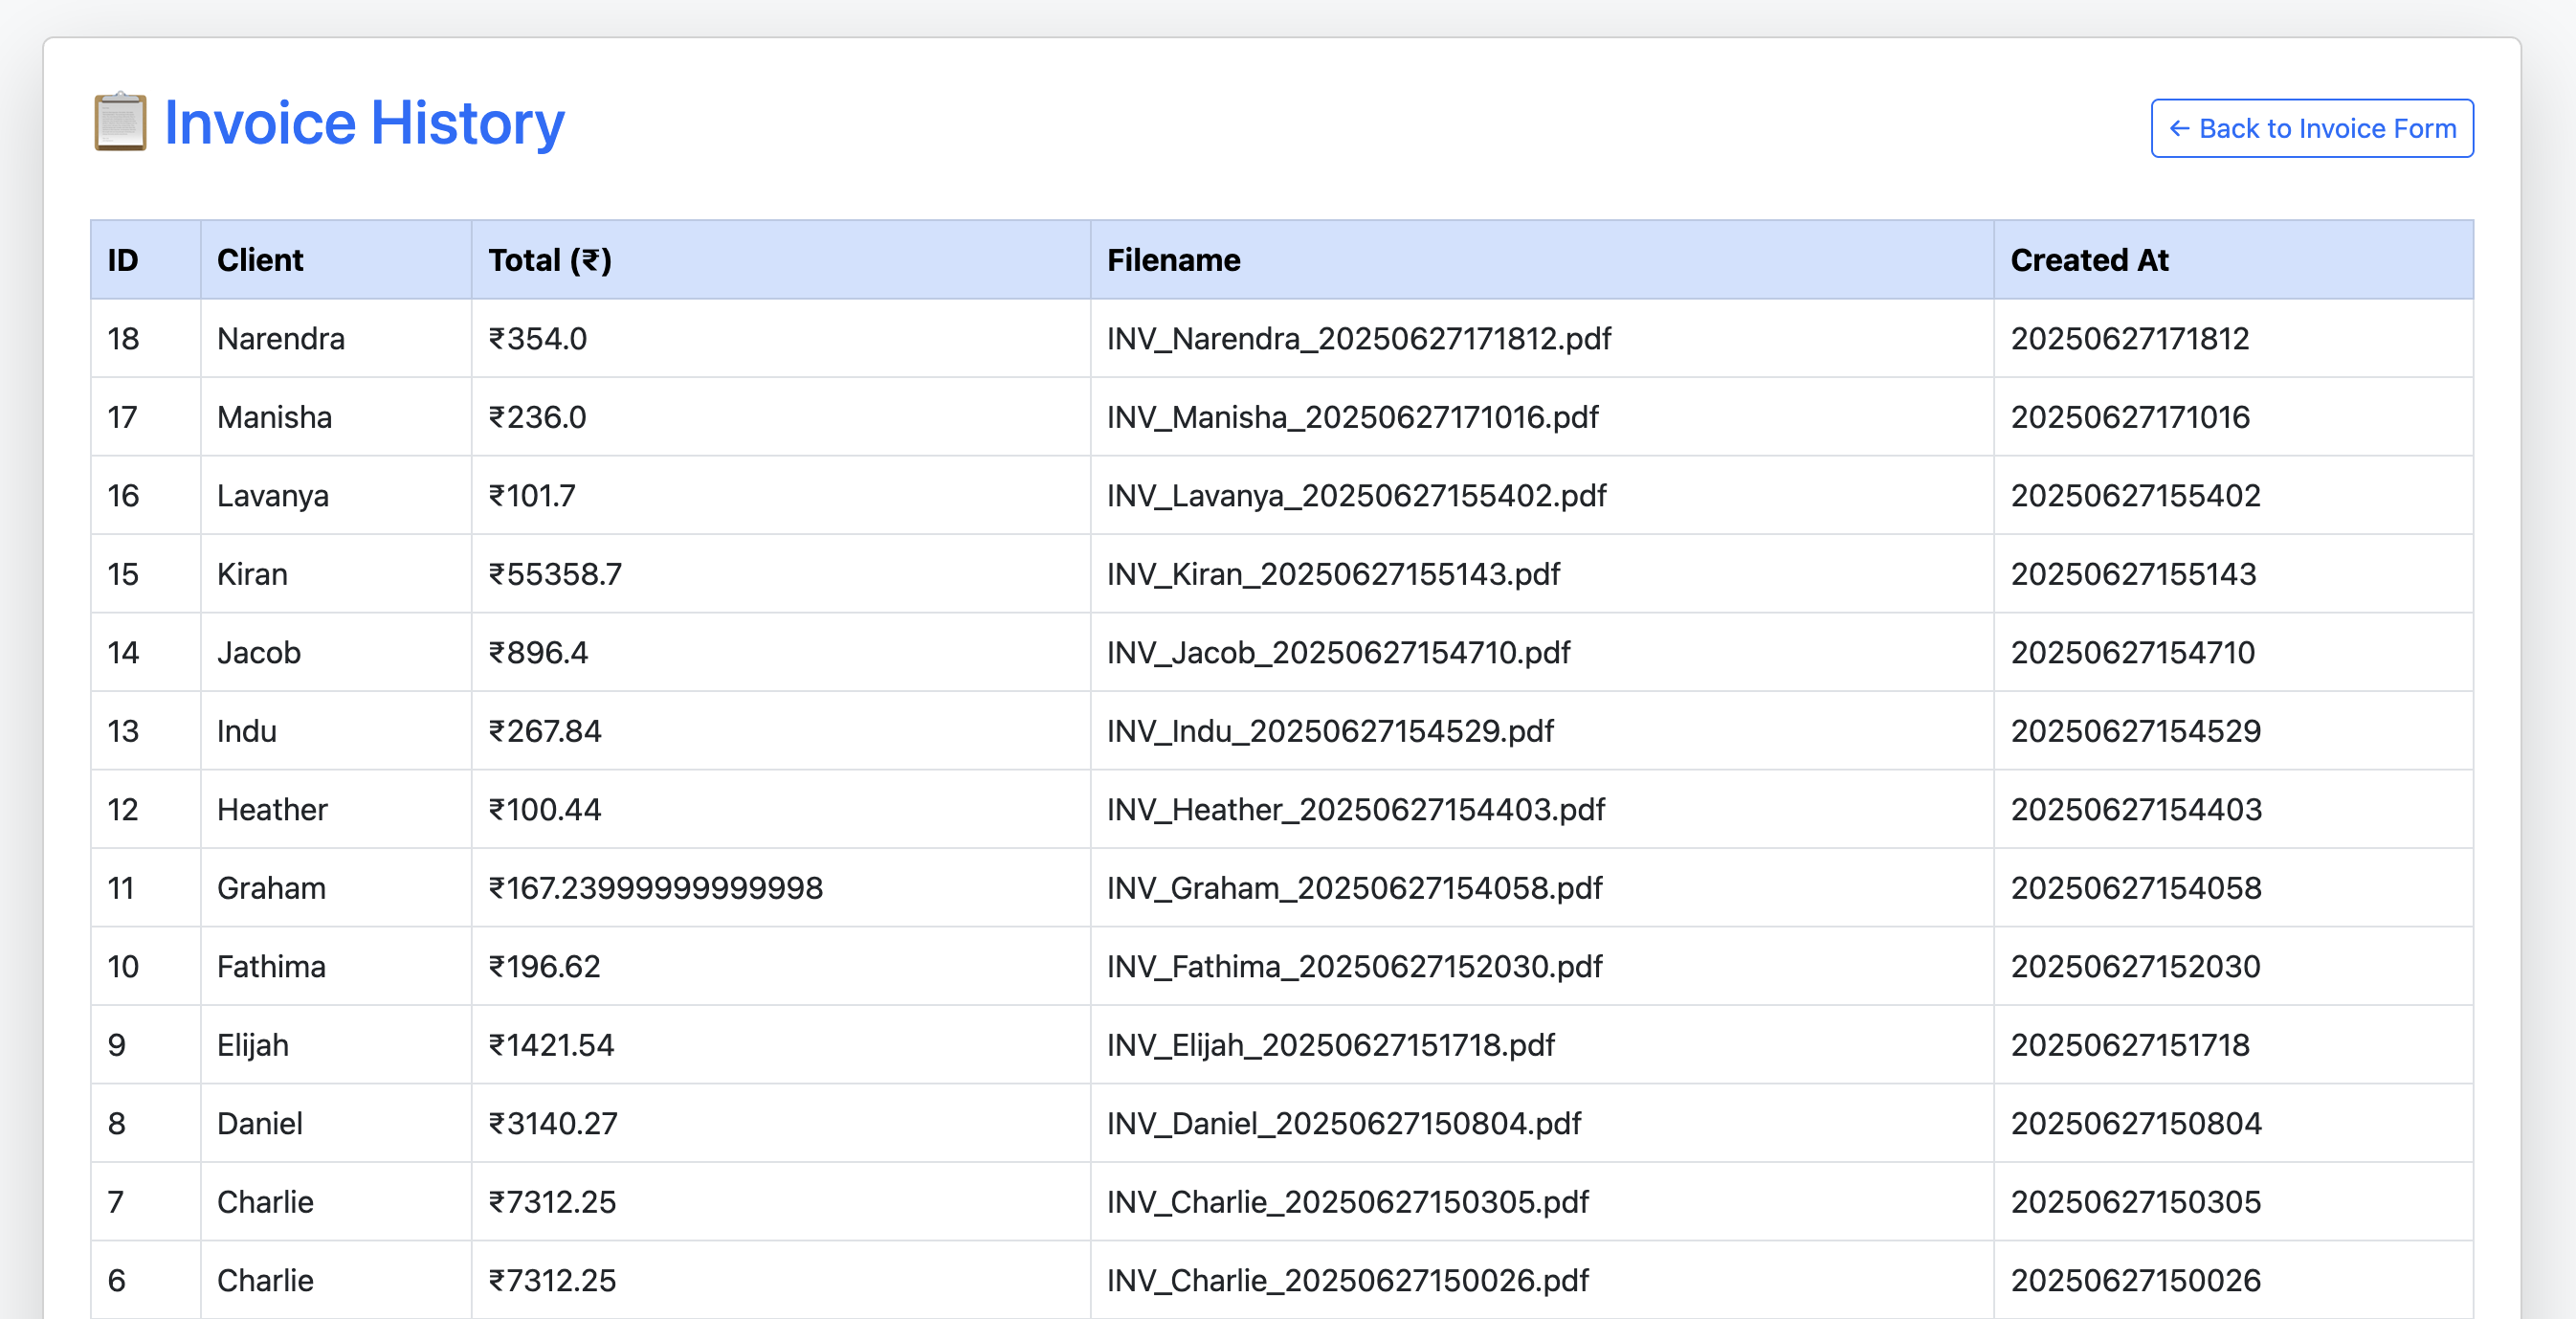 Invoice History
← Back to Invoice Form
ID Client Total (₹) Filename Created At
18 Narendra ₹354.0 INV_Narendra_20250627171812.pdf 20250627171812
17 Manisha ₹236.0 INV_Manisha_20250627171016.pdf 20250627171016
16 Lavanya ₹101.7 INV_Lavanya_20250627155402.pdf 20250627155402
15 Kiran ₹55358.7 INV_Kiran_20250627155143.pdf 20250627155143
14 Jacob ₹896.4 INV_Jacob_20250627154710.pdf 20250627154710
13 Indu ₹267.84 INV_Indu_20250627154529.pdf 20250627154529
12 Heather ₹100.44 INV_Heather_20250627154403.pdf 20250627154403
11 Graham ₹167.23999999999998 INV_Graham_20250627154058.pdf 20250627154058
10 Fathima ₹196.62 INV_Fathima_20250627152030.pdf 20250627152030
9 Elijah ₹1421.54 INV_Elijah_20250627151718.pdf 20250627151718
8 Daniel ₹3140.27 INV_Daniel_20250627150804.pdf 20250627150804
7 Charlie ₹7312.25 INV_Charlie_20250627150305.pdf 20250627150305
6 Charlie ₹7312.25 INV_Charlie_20250627150026.pdf 20250627150026